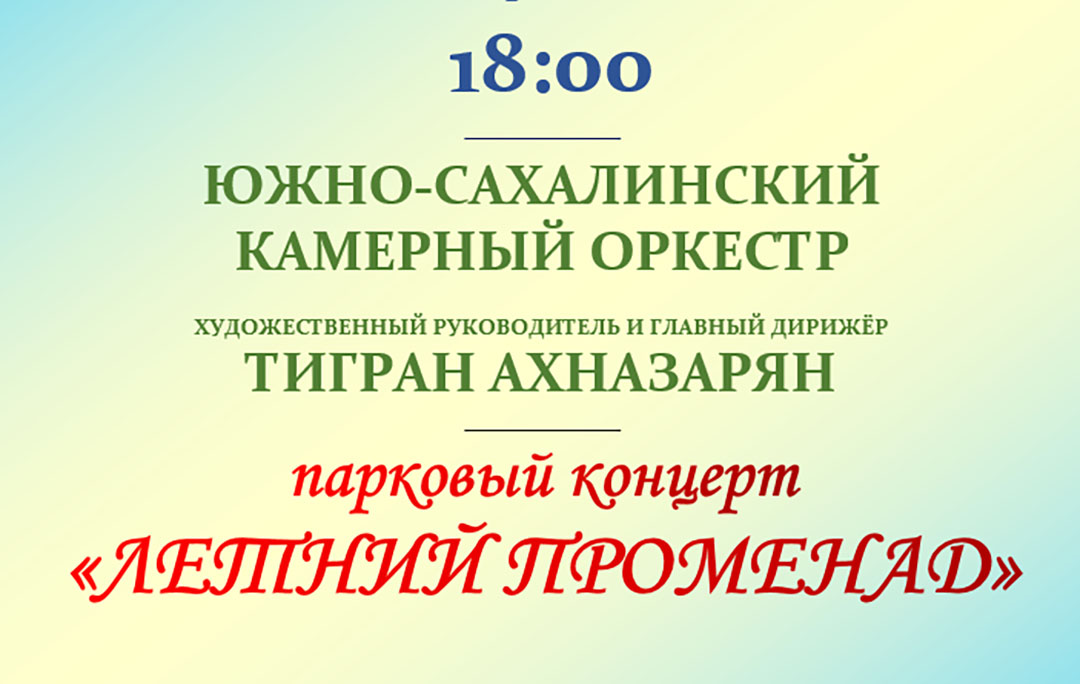 18:00
ЮЖНО-САХАЛИНСКИЙ
КАМЕРНЫЙ ОРКЕСТР
ХУДОЖЕСТВЕННЫЙ РУКОВОДИТЕЛЬ И ГЛАВНЫЙ ДИРИЖЁР
ТИГРАН АХНАЗАРЯН
парковый концерт
«ЛЕТНИЙ ПРОМЕНАД»